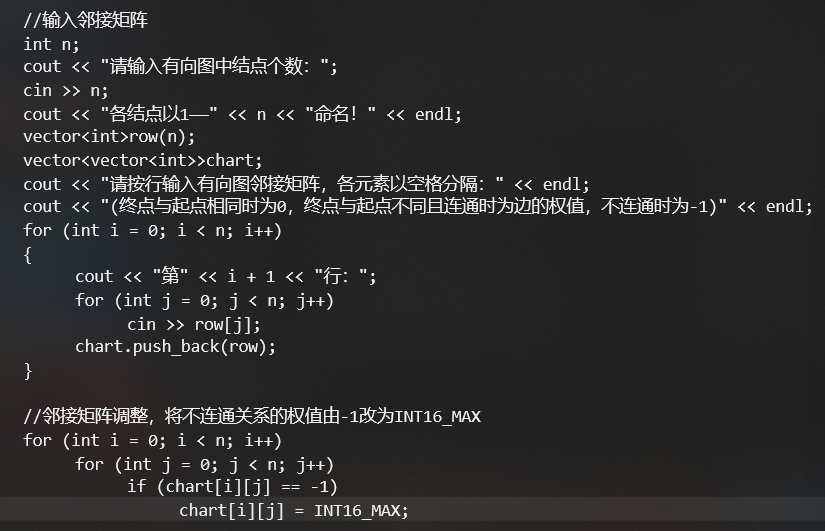 //输入邻接矩阵
int n;
cout << "请输入有向图中结点个数：";
cin >> n;
cout << "各结点以1——" << n << "命名！" << endl;
vector<int>row(n);
vector<vector<int>>chart;
cout << "请按行输入有向图邻接矩阵，各元素以空格分隔：" << endl;
cout << "(终点与起点相同时为0，终点与起点不同且连通时为边的权值，不连通时为-1)" << endl;
for (int i = 0; i < n; i++)
{
    cout << "第" << i + 1 << "行：";
    for (int j = 0; j < n; j++)
        cin >> row[j];
    chart.push_back(row);
}

//邻接矩阵调整，将不连通关系的权值由-1改为INT16_MAX
for (int i = 0; i < n; i++)
    for (int j = 0; j < n; j++)
        if (chart[i][j] == -1)
            chart[i][j] = INT16_MAX;